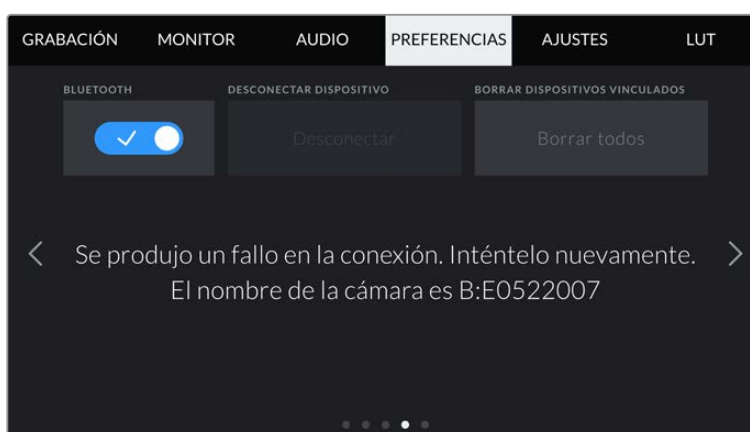 GRABACIÓN MONITOR AUDIO PREFERENCIAS AJUSTES LUT
BLUETOOTH DESCONECTAR DISPOSITIVO BORRAR DISPOSITIVOS VINCULADOS
Desconectar Borrar todos
Se produjo un fallo en la conexión. Inténtelo nuevamente.
El nombre de la cámara es B:E0522007